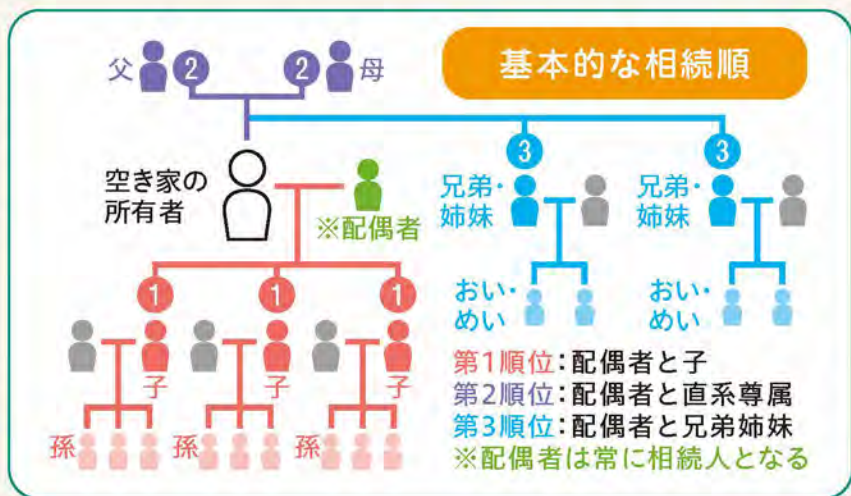 基本的な相続順
父 2 2 母
空き家の
所有者
※配偶者
3 3
兄弟・
姉妹
兄弟・
姉妹
おい・
めい
おい・
めい
1 1 1
子 子 子
孫 孫 孫
第1順位：配偶者と子
第2順位：配偶者と直系尊属
第3順位：配偶者と兄弟姉妹
※配偶者は常に相続人となる